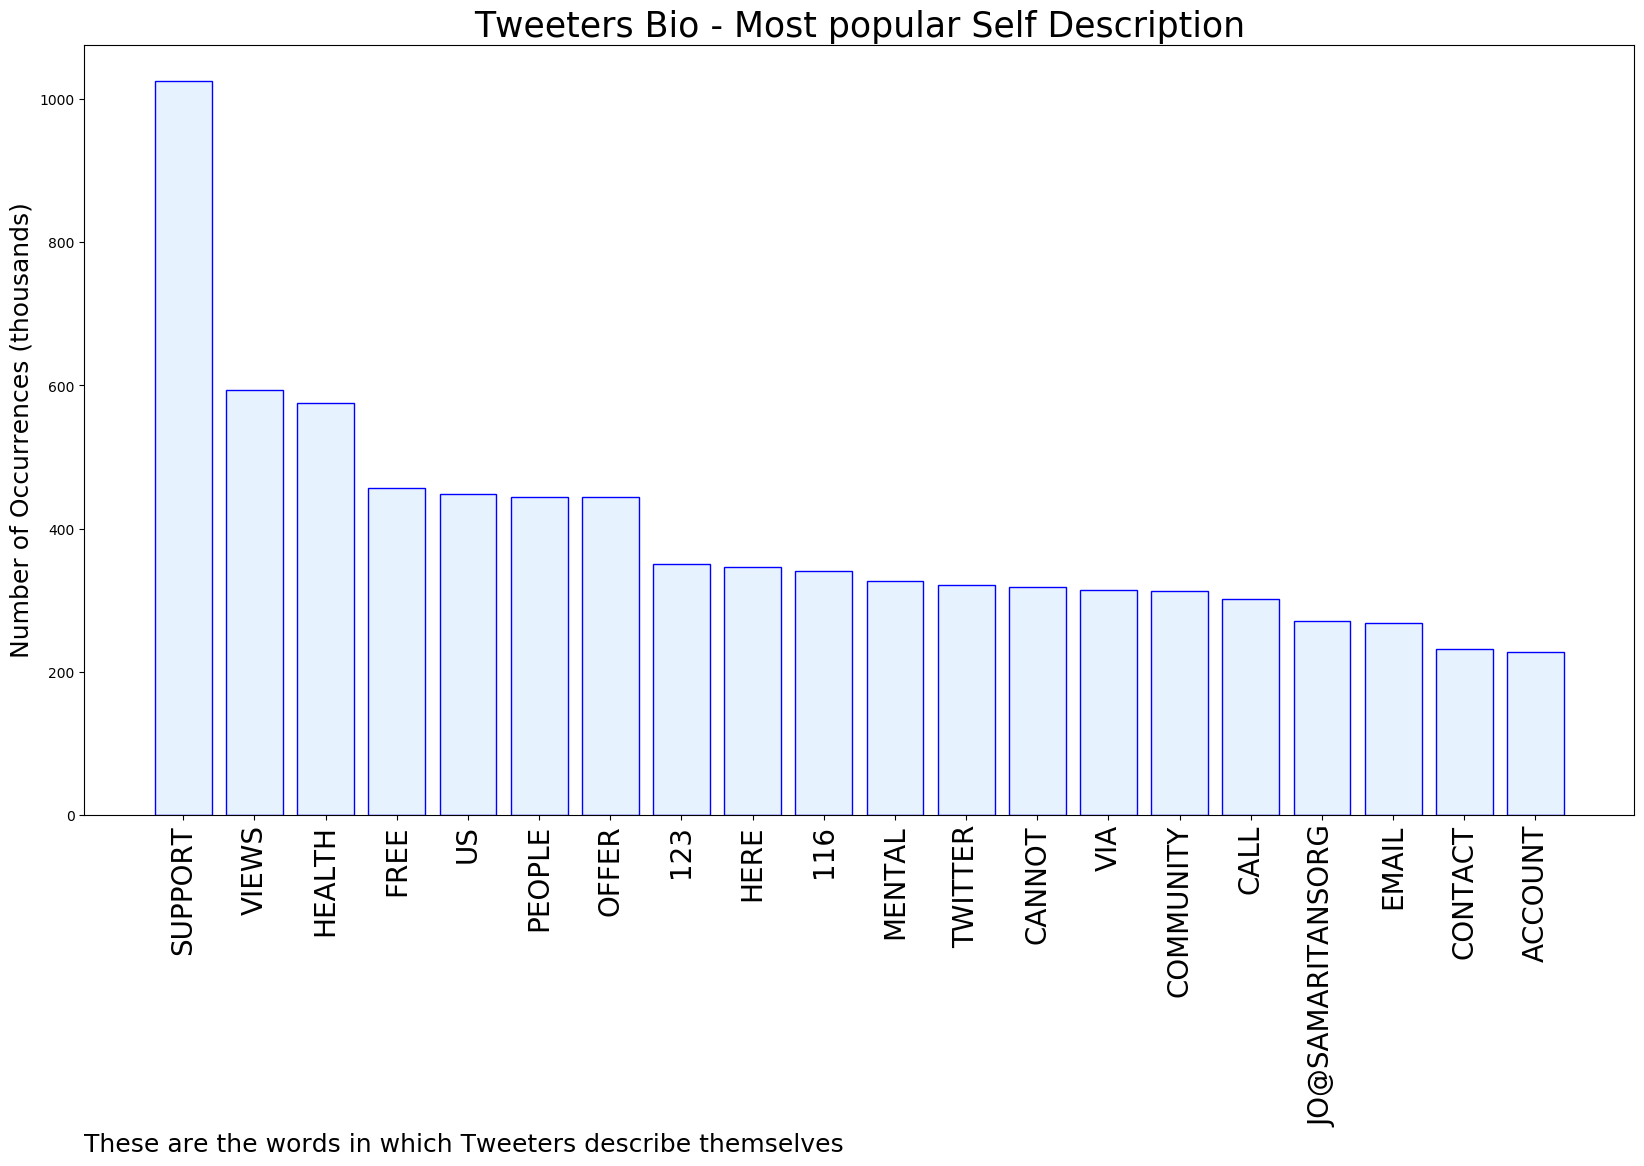 Tweeters Bio - Most popular Self Description
Number of Occurrences (thousands)
1000
800
600
400
200
0
SUPPORT
VIEWS
HEALTH
FREE
US
PEOPLE
OFFER
123
HERE
116
MENTAL
TWITTER
CANNOT
VIA
COMMUNITY
CALL
JO@SAMARITANSORG
EMAIL
CONTACT
ACCOUNT
These are the words in which Tweeters describe themselves